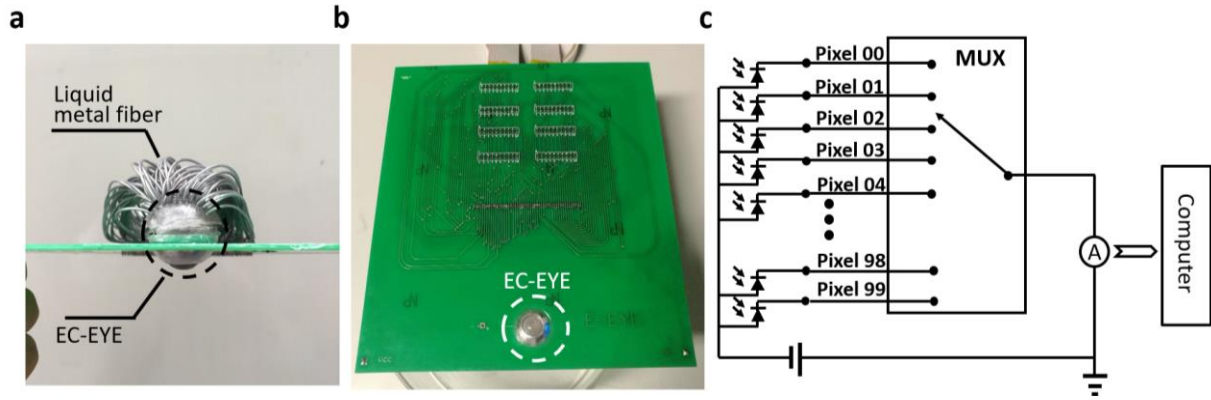 a
Liquid
metal fiber
EC-EYE
b
EC-EYE
VCC
c
Pixel 00
Pixel 01
Pixel 02
Pixel 03
Pixel 04
Pixel 98
Pixel 99
MUX
A
Computer